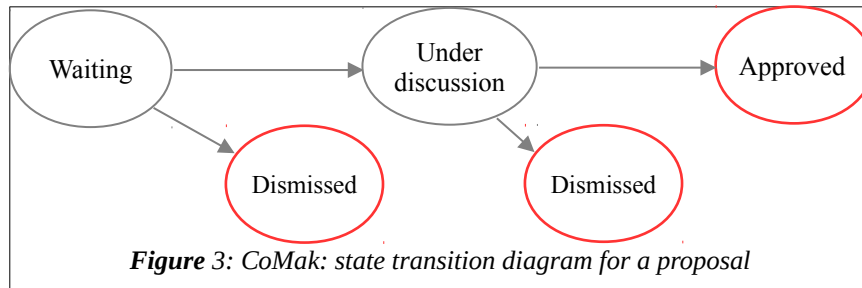 Waiting
Under
discussion
Approved
Dismissed
Dismissed
Figure 3: CoMak: state transition diagram for a proposal